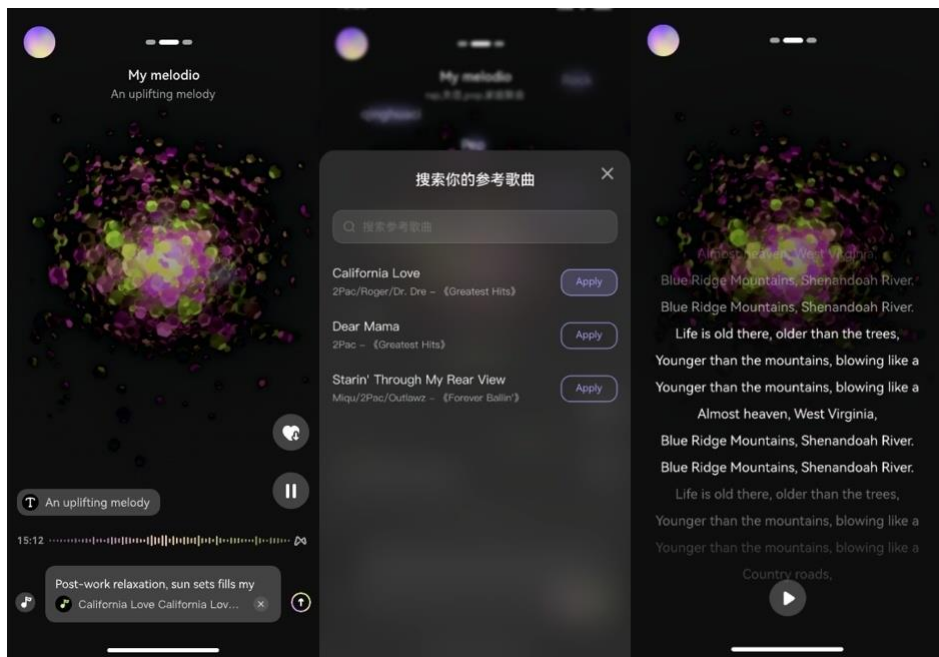 My melodio
An uplifting melody
T An uplifting melody
15:12
Post-work relaxation, sun sets fills my
California Love California Lov...
My melodio
搜索你的参考歌曲
搜索参考歌曲
California Love
2Pac/Roger/Dr. Dre - 《Greatest Hits》
Apply
Dear Mama
2Pac - 《Greatest Hits》
Apply
Starin' Through My Rear View
Miqu/2Pac/Outlawz - 《Forever Ballin'》
Apply
Almost heaven, West Virginia,
Blue Ridge Mountains, Shenandoah River.
Blue Ridge Mountains, Shenandoah River.
Life is old there, older than the trees,
Younger than the mountains, blowing like a
Younger than the mountains, blowing like a
Almost heaven, West Virginia,
Blue Ridge Mountains, Shenandoah River.
Blue Ridge Mountains, Shenandoah River.
Life is old there, older than the trees,
Younger than the mountains, blowing like a
Younger than the mountains, blowing like a
Country roads,